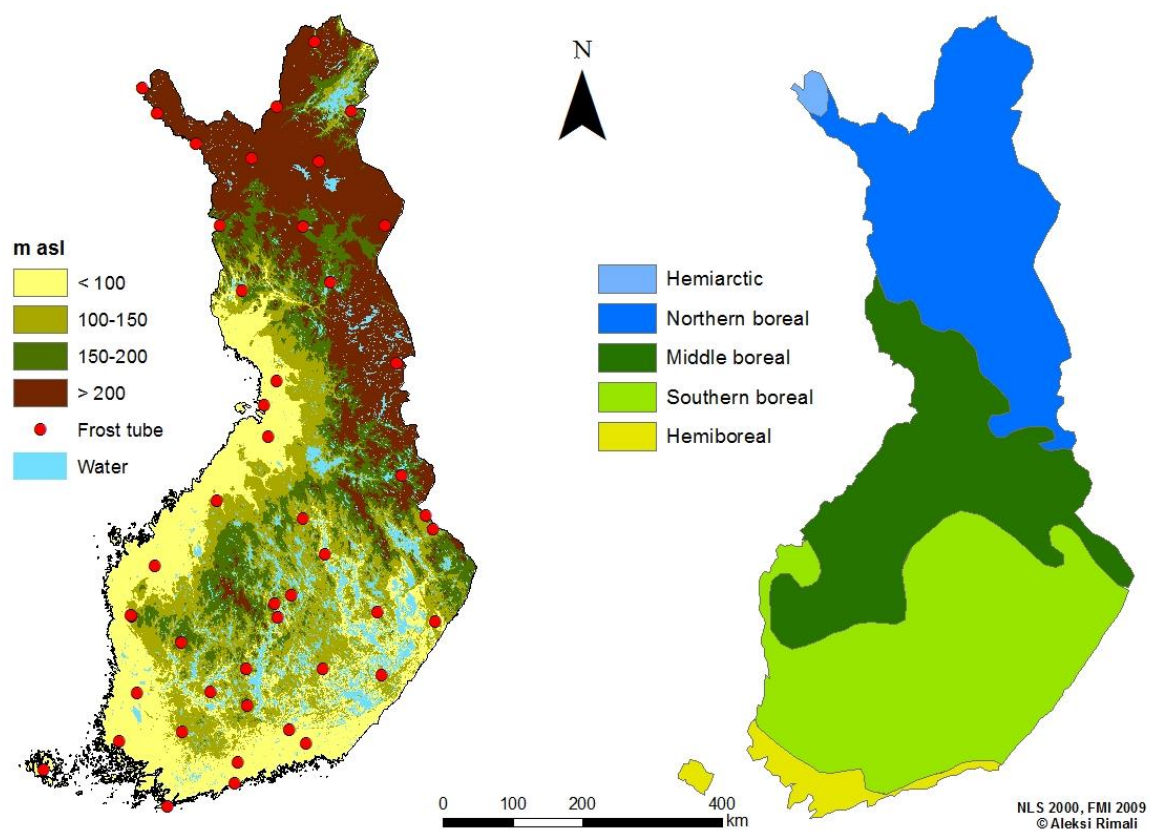 N
m asl
< 100
100-150
150-200
> 200
Frost tube
Water
Hemiarctic
Northern boreal
Middle boreal
Southern boreal
Hemiboreal
0 100 200 400
km
NLS 2000, FMI 2009
© Aleksi Rimali